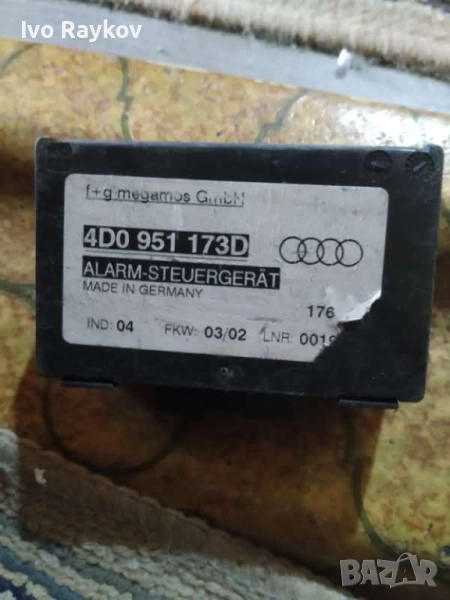 Ivo Raykov
f+g megamos GmbH
4D0 951 173D
ALARM-STEUERGERÄT
MADE IN GERMANY
176
IND: 04 FKW: 03/02 LNR: 0019
BAZAR